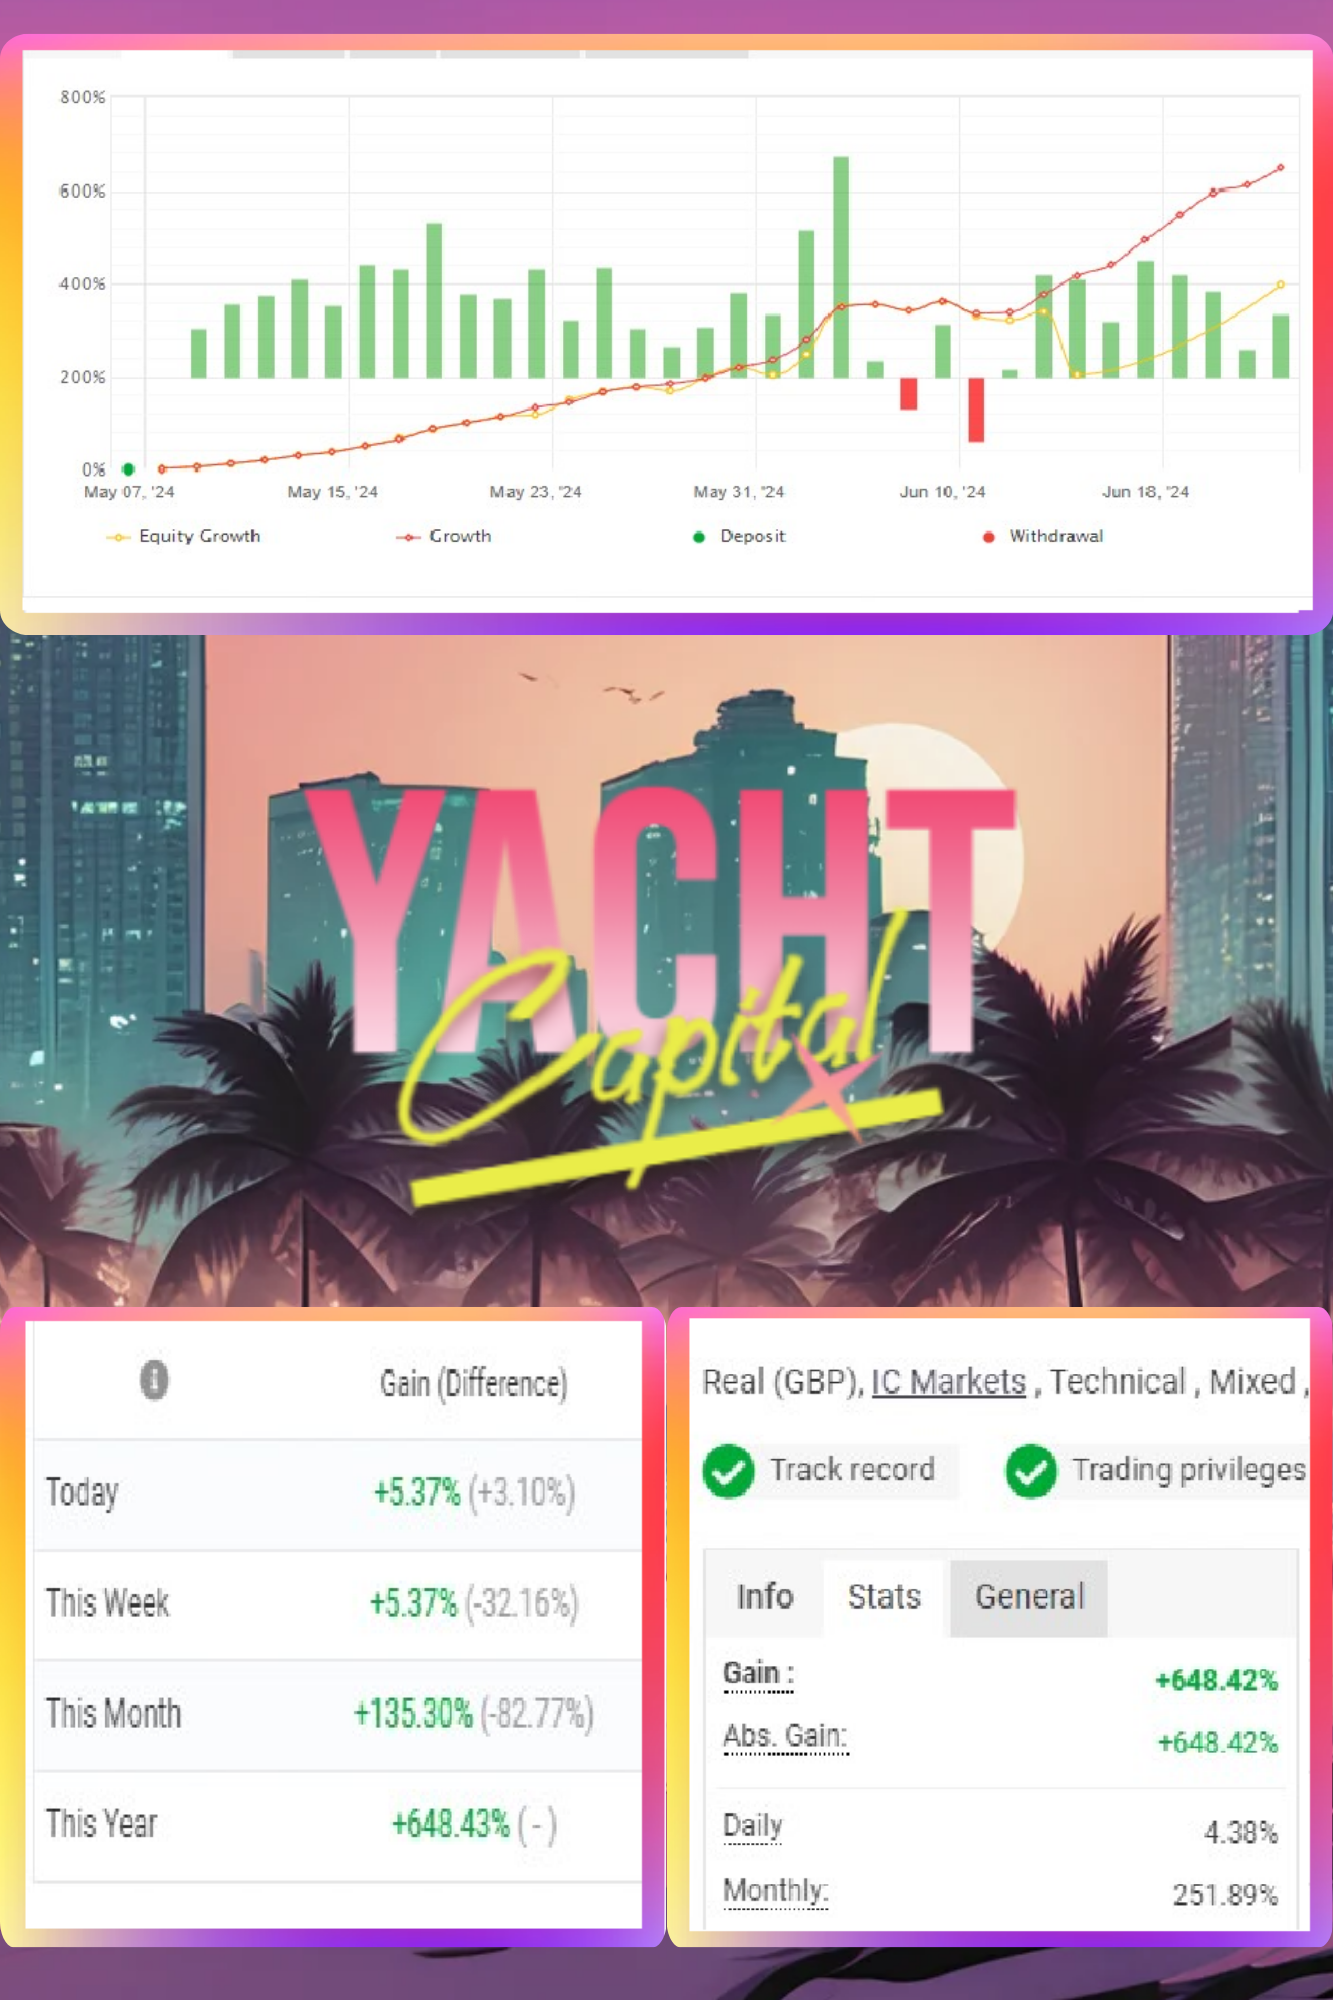 800%
600%
400%
200%
0%
May 07, '24 May 15, '24 May 23, '24 May 31, '24 Jun 10, '24 Jun 18, '24
Equity Growth Growth Deposit Withdrawal
YACHT
Capital
X
Gain (Difference)
Today +5.37% (+3.10%)
This Week +5.37% (-32.16%)
This Month +135.30% (-82.77%)
This Year +648.43% ( - )
Real (GBP), IC Markets , Technical , Mixed ,
Track record Trading privileges
Info Stats General
Gain : +648.42%
Abs. Gain: +648.42%
Daily 4.38%
Monthly: 251.89%